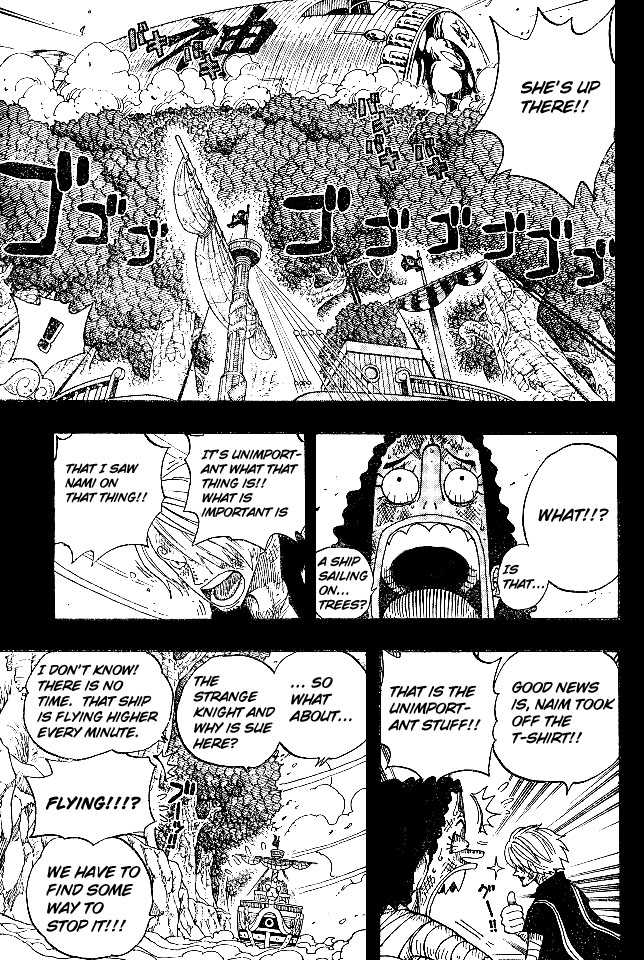 SHE'S UP
THERE!!
神
ゴゴゴ
ゴゴゴゴゴゴ
!
WHAT!!?
IS
THAT...
A SHIP
SAILING
ON...
TREES?
IT'S UNIMPORT-
ANT WHAT THAT
THING IS!!
WHAT IS
IMPORTANT IS
THAT I SAW
NAMI ON
THAT THING!!
GOOD NEWS
IS, NAIM TOOK
OFF THE
T-SHIRT!!
THAT IS THE
UNIMPORT-
ANT STUFF!!
... SO
WHAT
ABOUT...
THE
STRANGE
KNIGHT AND
WHY IS SUE
HERE?
I DON'T KNOW!
THERE IS NO
TIME. THAT SHIP
IS FLYING HIGHER
EVERY MINUTE.
FLYING!!!?
WE HAVE TO
FIND SOME
WAY TO
STOP IT!!!